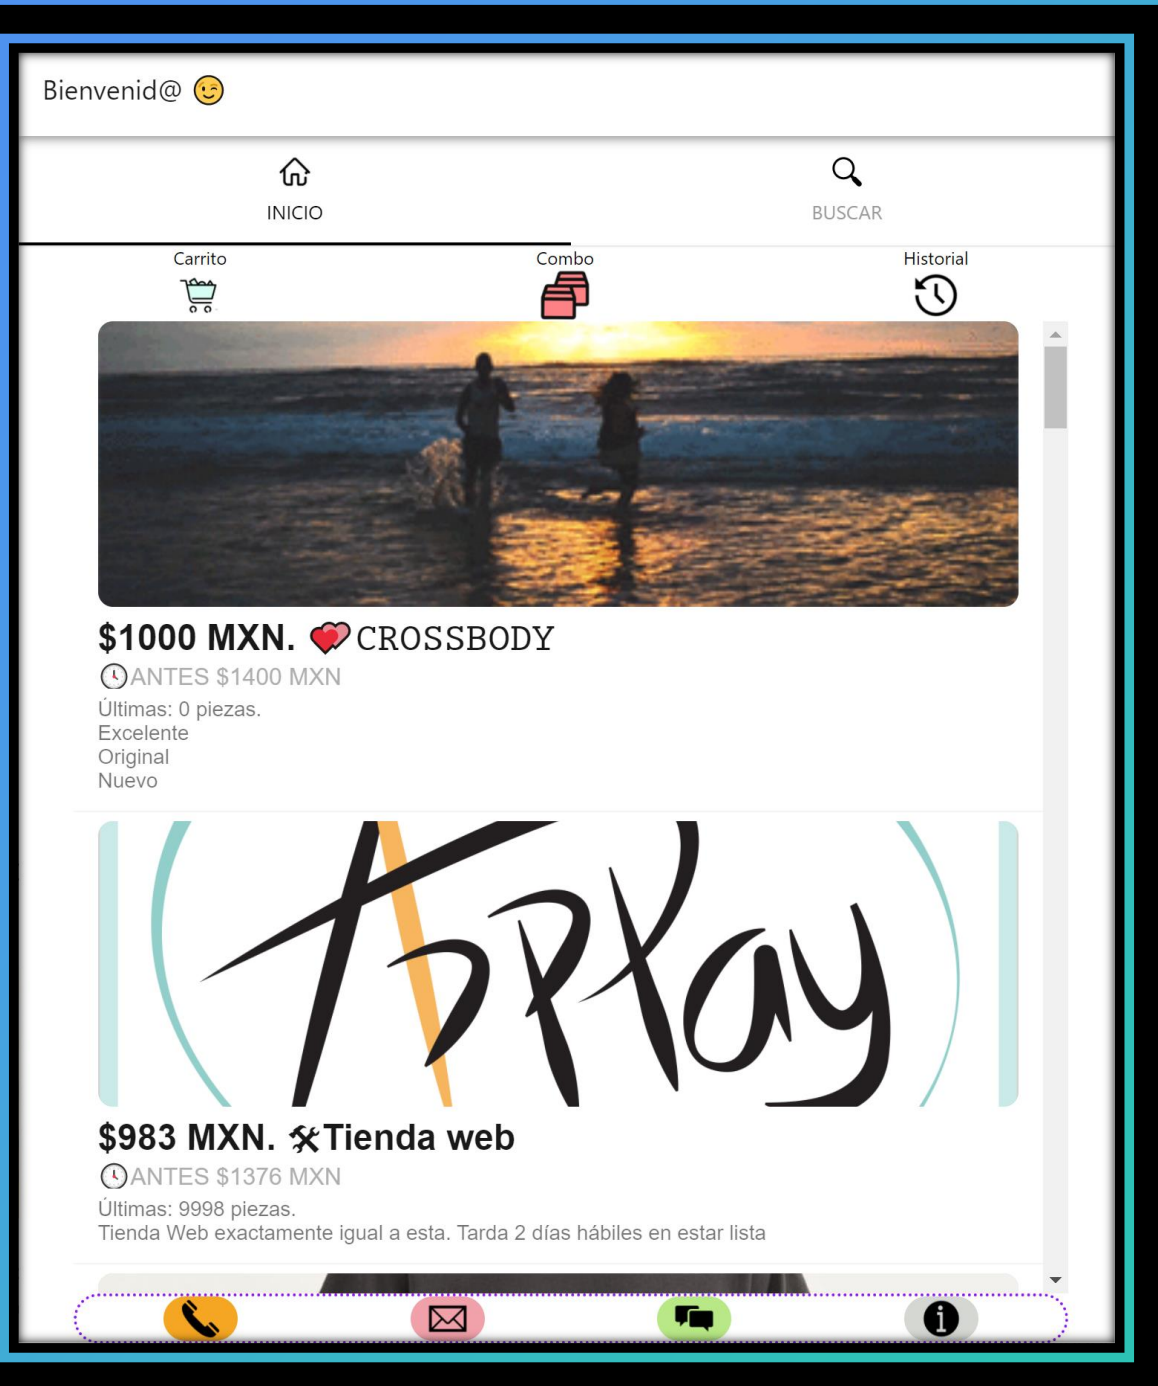 Bienvenid@ 😉
INICIO
BUSCAR
Carrito
Combo
Historial
$1000 MXN. 💕CROSSBODY
🕓ANTES $1400 MXN
Últimas: 0 piezas.
Excelente
Original
Nuevo
APPlay
$983 MXN. 🛠Tienda web
🕓ANTES $1376 MXN
Últimas: 9998 piezas.
Tienda Web exactamente igual a esta. Tarda 2 días hábiles en estar lista